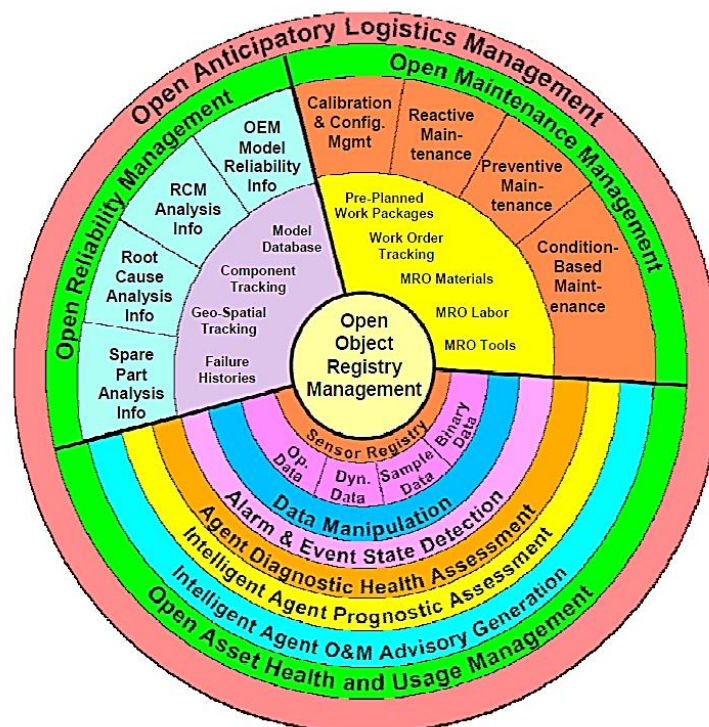 Open Anticipatory Logistics Management
Open Reliability Management
Open Maintenance Management
OEM
Model
Reliability
Info
RCM
Analysis
Info
Root
Cause
Analysis
Info
Spare
Part
Analysis
Info
Model
Database
Component
Tracking
Geo-Spatial
Tracking
Failure
Histories
Calibration
& Config.
Mgmt
Reactive
Main-
tenance
Preventive
Main-
tenance
Condition-
Based
Maint-
enance
Pre-Planned
Work Packages
Work Order
Tracking
MRO Materials
MRO Labor
MRO Tools
Open
Object
Registry
Management
Sensor Registry
Op.
Data
Dyn.
Data
Sample
Data
Binary
Data
Data Manipulation
Alarm & Event State Detection
Agent Diagnostic Health Assessment
Intelligent Agent Prognostic Assessment
Intelligent Agent O&M Advisory Generation
Open Asset Health and Usage Management